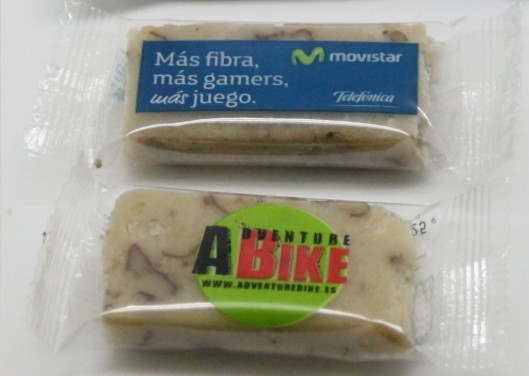 Más fibra,
más gamers,
más juego.
movistar
Telefónica
ADVENTURE
BIKE
WWW.ADVENTUREBIKE.ES